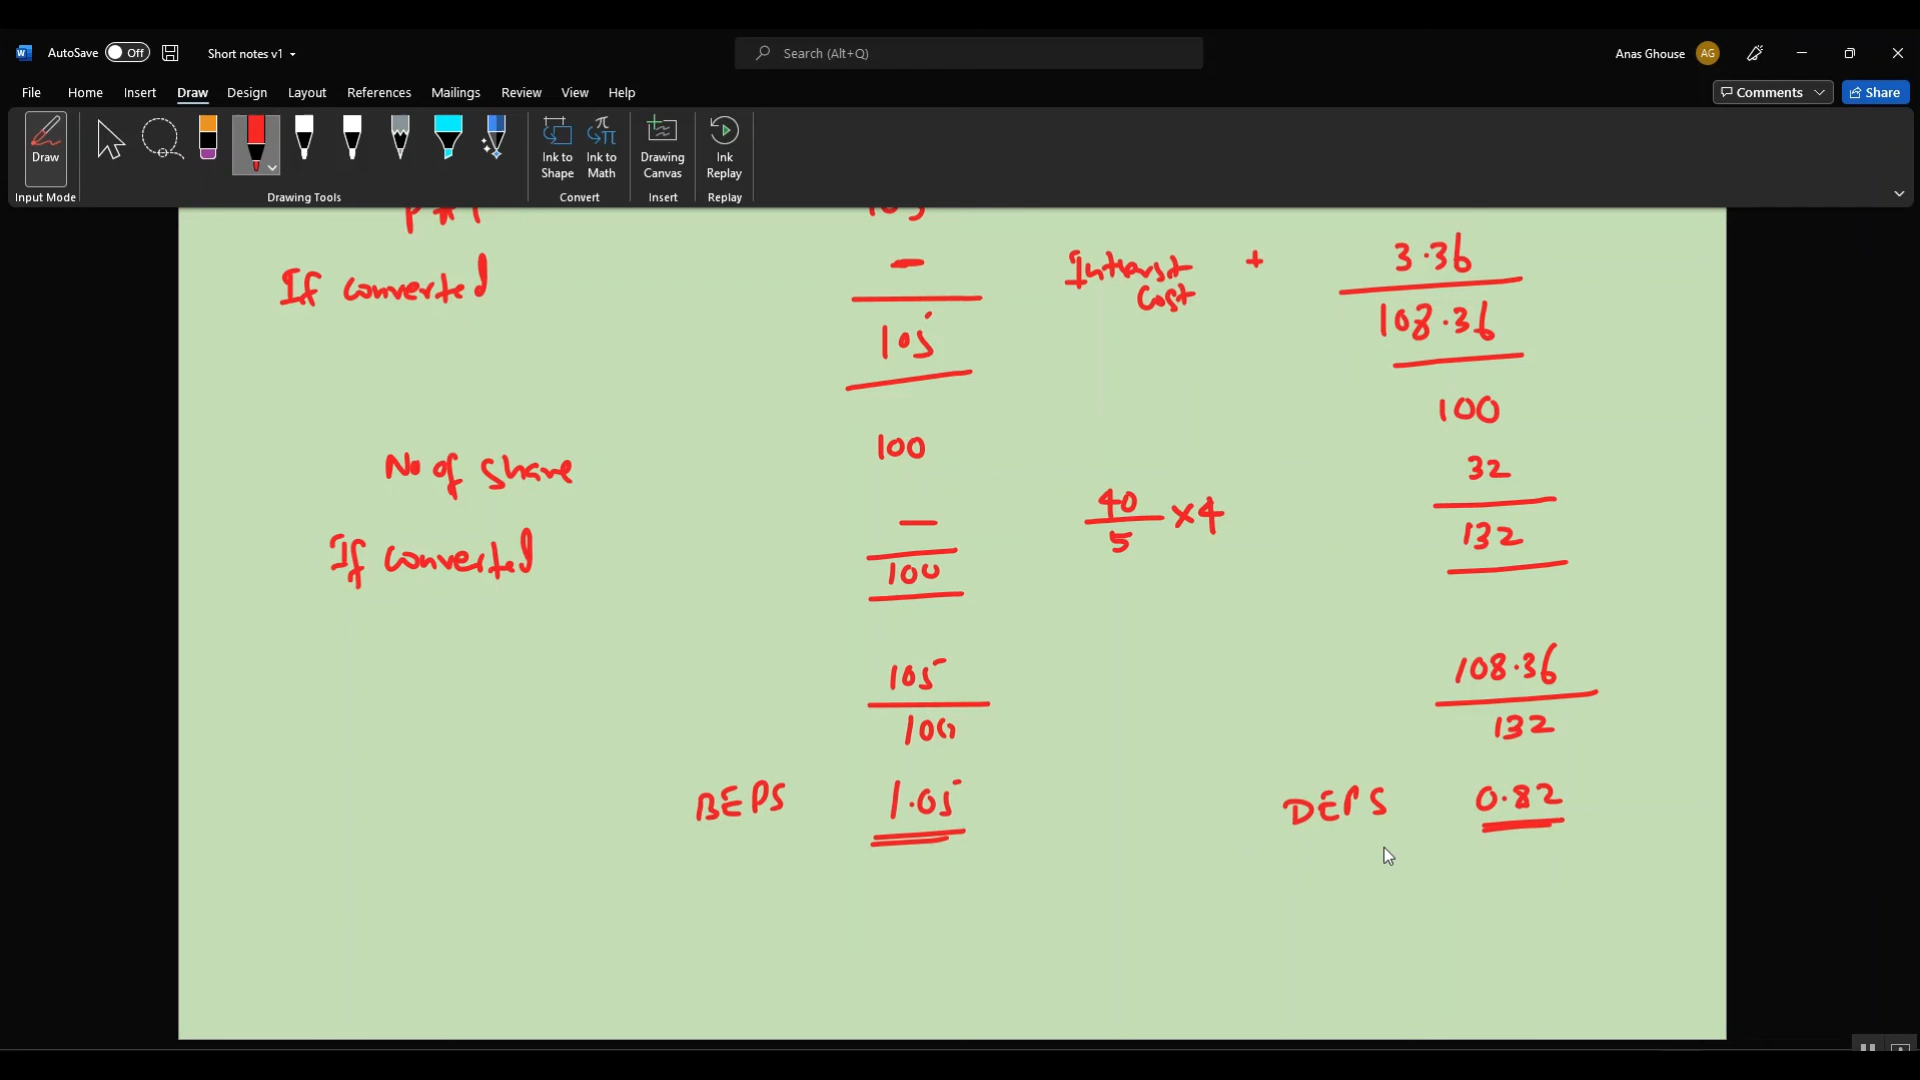 AutoSave Off Short notes v1 Search (Alt+Q) Anas Ghouse AG
File Home Insert Draw Design Layout References Mailings Review View Help Comments Share
Draw Ink to Shape Ink to Math Drawing Canvas Ink Replay
Input Mode Drawing Tools Convert Insert Replay
105
If converted - Interest Cost + 3.36
105 108.36
100
No of share 100 32
If converted - 40/5 x4 132
100
105 108.36
100 132
BEPS 1.05 DEPS 0.82